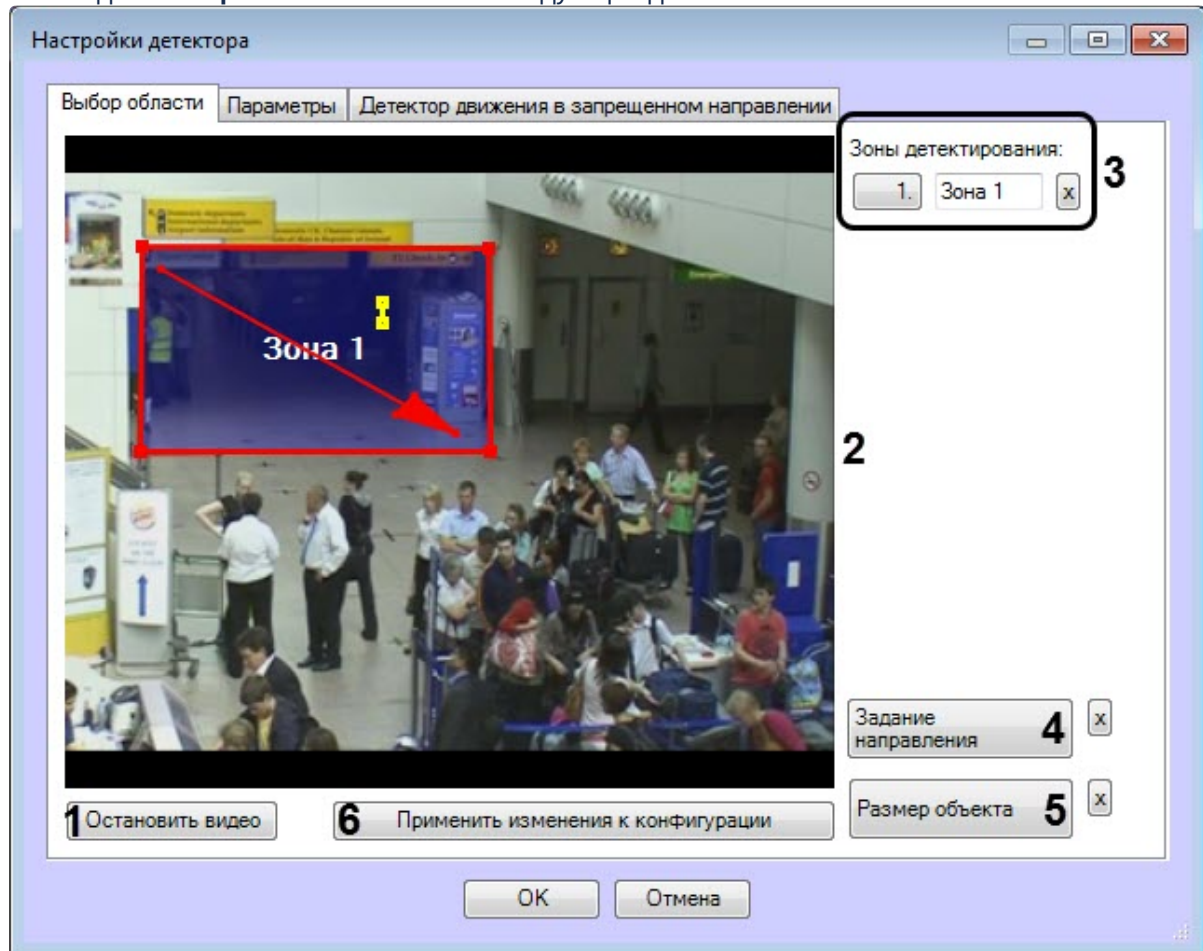 Настройки детектора
Выбор области Параметры Детектор движения в запрещенном направлении
Зоны детектирования:
1. Зона 1 x
3
Зона 1
2
Задание
направления
4 x
Размер объекта 5 x
1 Остановить видео
6 Применить изменения к конфигурации
OK Отмена